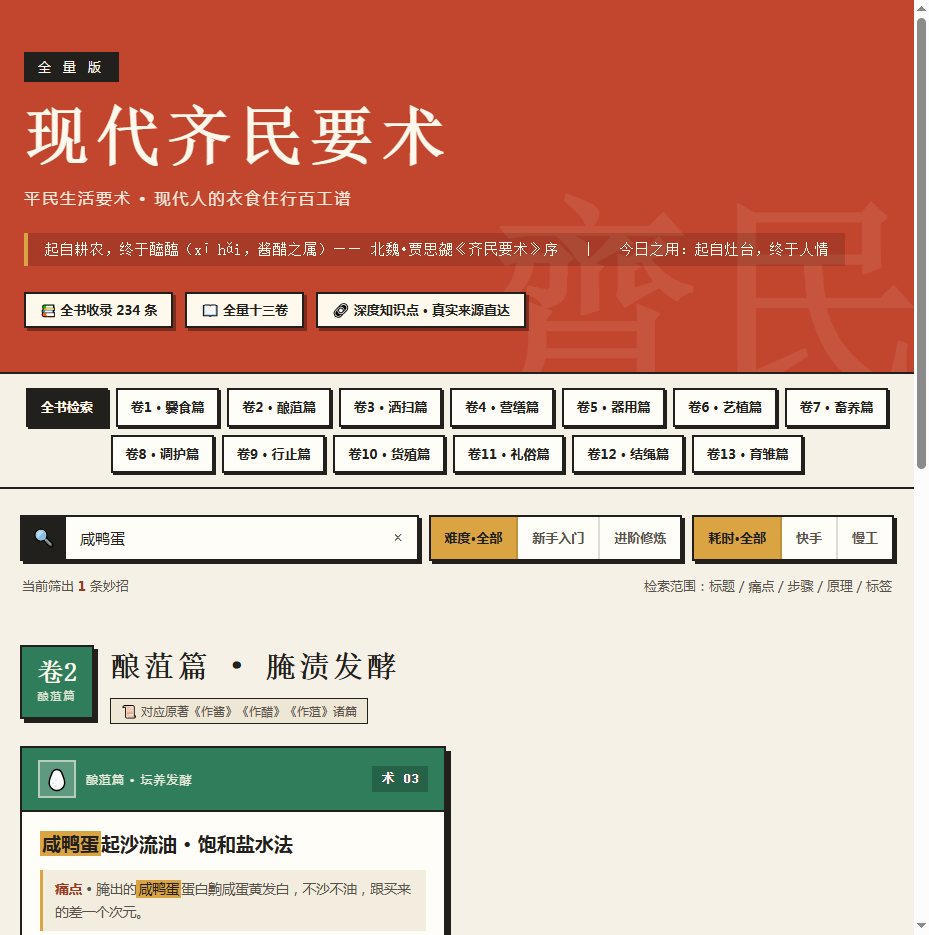 全量版
现代齐民要术
平民生活要术 • 现代人的衣食住行百工谱
齊民
起自耕农，终于醯醢（xī hǎi，酱醋之属）—— 北魏•贾思勰《齐民要术》序 | 今日之用：起自灶台，终于人情
全书收录 234 条
全量十三卷
深度知识点 • 真实来源直达
全书检索
卷1 • 爨食篇
卷2 • 酿菹篇
卷3 • 洒扫篇
卷4 • 营缮篇
卷5 • 器用篇
卷6 • 艺植篇
卷7 • 畜养篇
卷8 • 调护篇
卷9 • 行止篇
卷10 • 货殖篇
卷11 • 礼俗篇
卷12 • 结绳篇
卷13 • 育雏篇
咸鸭蛋 ×
难度·全部
新手入门
进阶修炼
耗时·全部
快手
慢工
当前筛出 1 条妙招
检索范围：标题 / 痛点 / 步骤 / 原理 / 标签
卷2
酿菹篇
酿菹篇 • 腌渍发酵
对应原著《作酱》《作醋》《作菹》诸篇
酿菹篇 • 坛养发酵
术 03
咸鸭蛋起沙流油 • 饱和盐水法
痛点 • 腌出的咸鸭蛋蛋白齁咸蛋黄发白，不沙不油，跟买来
的差一个次元。